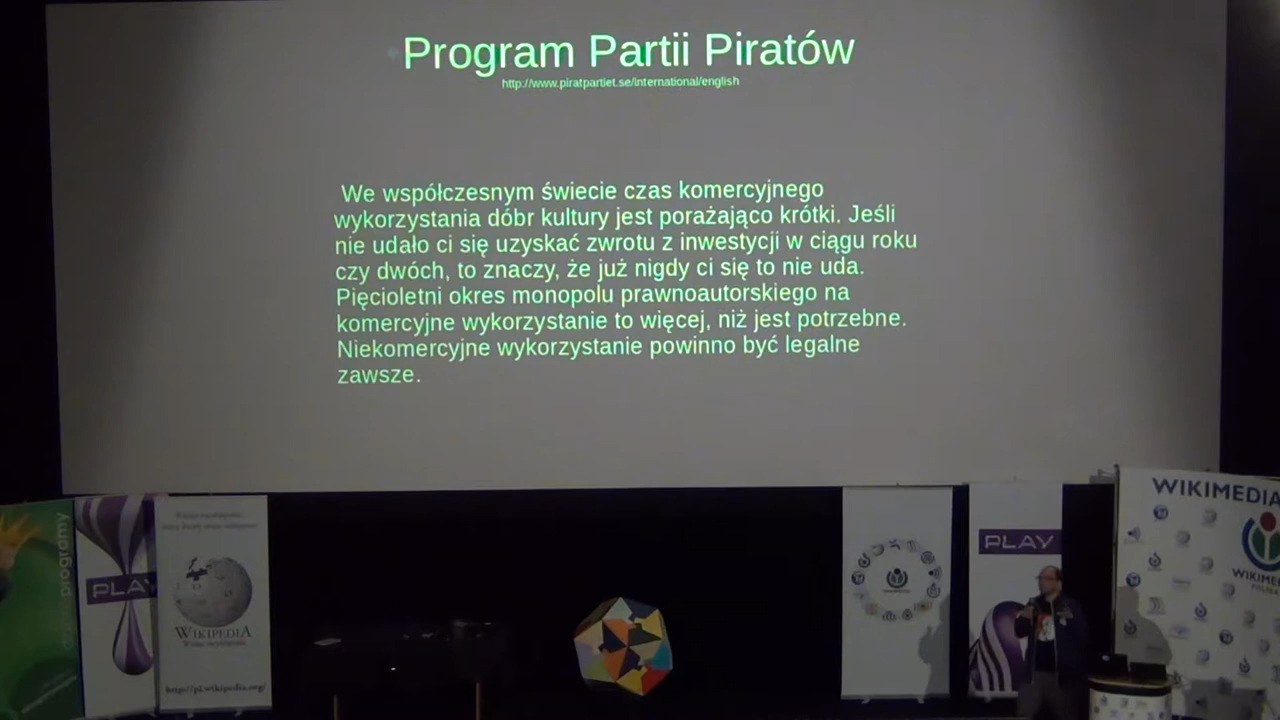 Program Partii Piratów
http://www.piratpartiet.se/international/english
We współczesnym świecie czas komercyjnego
wykorzystania dóbr kultury jest porażająco krótki. Jeśli
nie udało ci się uzyskać zwrotu z inwestycji w ciągu roku
czy dwóch, to znaczy, że już nigdy ci się to nie uda.
Pięcioletni okres monopolu prawnoautorskiego na
komercyjne wykorzystanie to więcej, niż jest potrzebne.
Niekomercyjne wykorzystanie powinno być legalne
zawsze.
programy
PLAY
WIKIPEDIA
http://pl.wikipedia.org/
WIKIMEDIA
PLAY
WIKIMEDIA
WIKIME